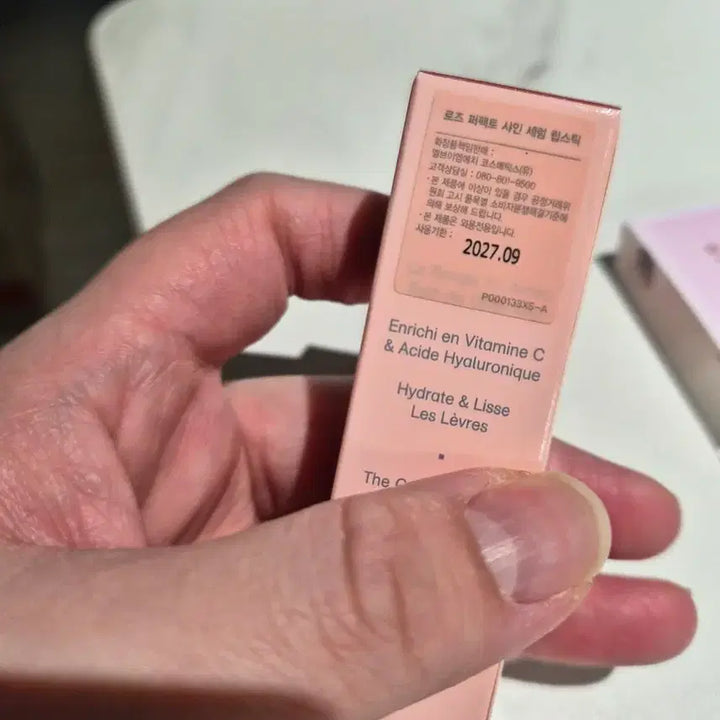 로즈 퍼펙토 샤인 세럼 립스틱
화장품책임판매 :
엘브이엠에치 코스메틱스(유)
고객상담실 : 080-801-9500
·본 제품에 이상이 있을 경우 공정거래위
원회 고시 품목별 소비자분쟁해결기준에
의해 보상해 드립니다.
·본 제품은 외용전용입니다.
사용기한 :
2027.09
P000133X5-A
Enrichi en Vitamine C
& Acide Hyaluronique
Hydrate & Lisse
Les Lèvres
The